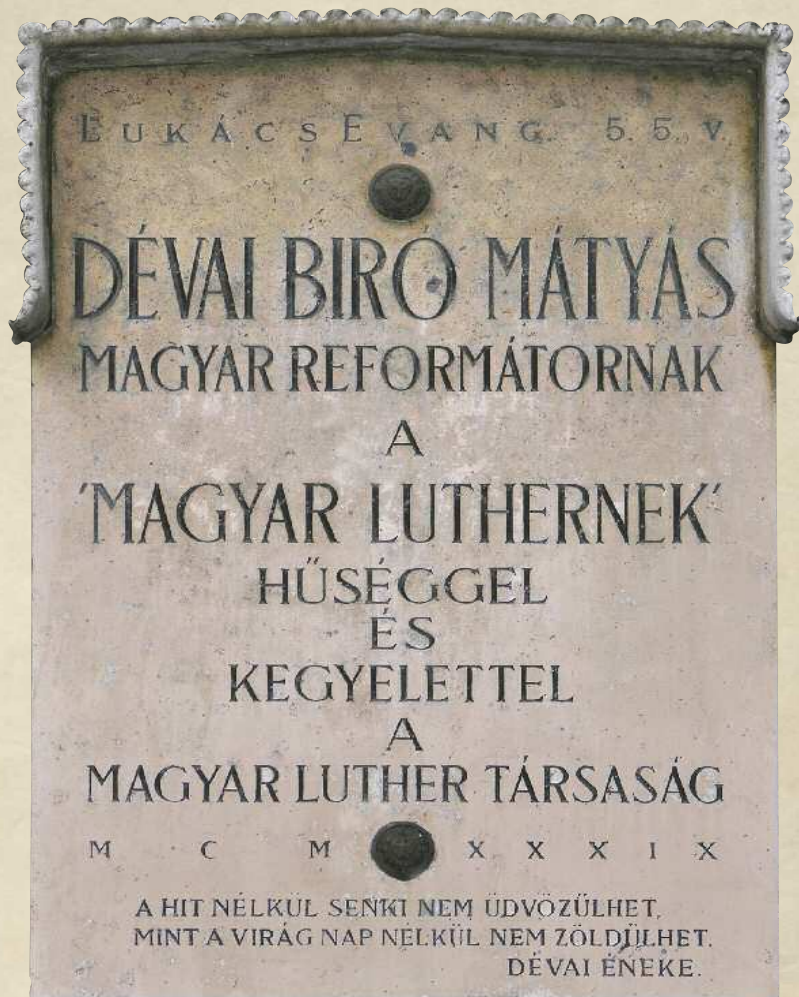 LUKÁCS EVANG. 5. 5. V.
DÉVAI BIRÓ MÁTYÁS
MAGYAR REFORMÁTORNAK
A
'MAGYAR LUTHERNEK'
HŰSÉGGEL
ÉS
KEGYELETTEL
A
MAGYAR LUTHER TÁRSASÁG
M C M X X X I X
A HIT NÉLKÜL SENKI NEM ÜDVÖZÜLHET,
MINT A VIRÁG NAP NÉLKÜL NEM ZÖLDÜLHET.
DÉVAI ÉNEKE.